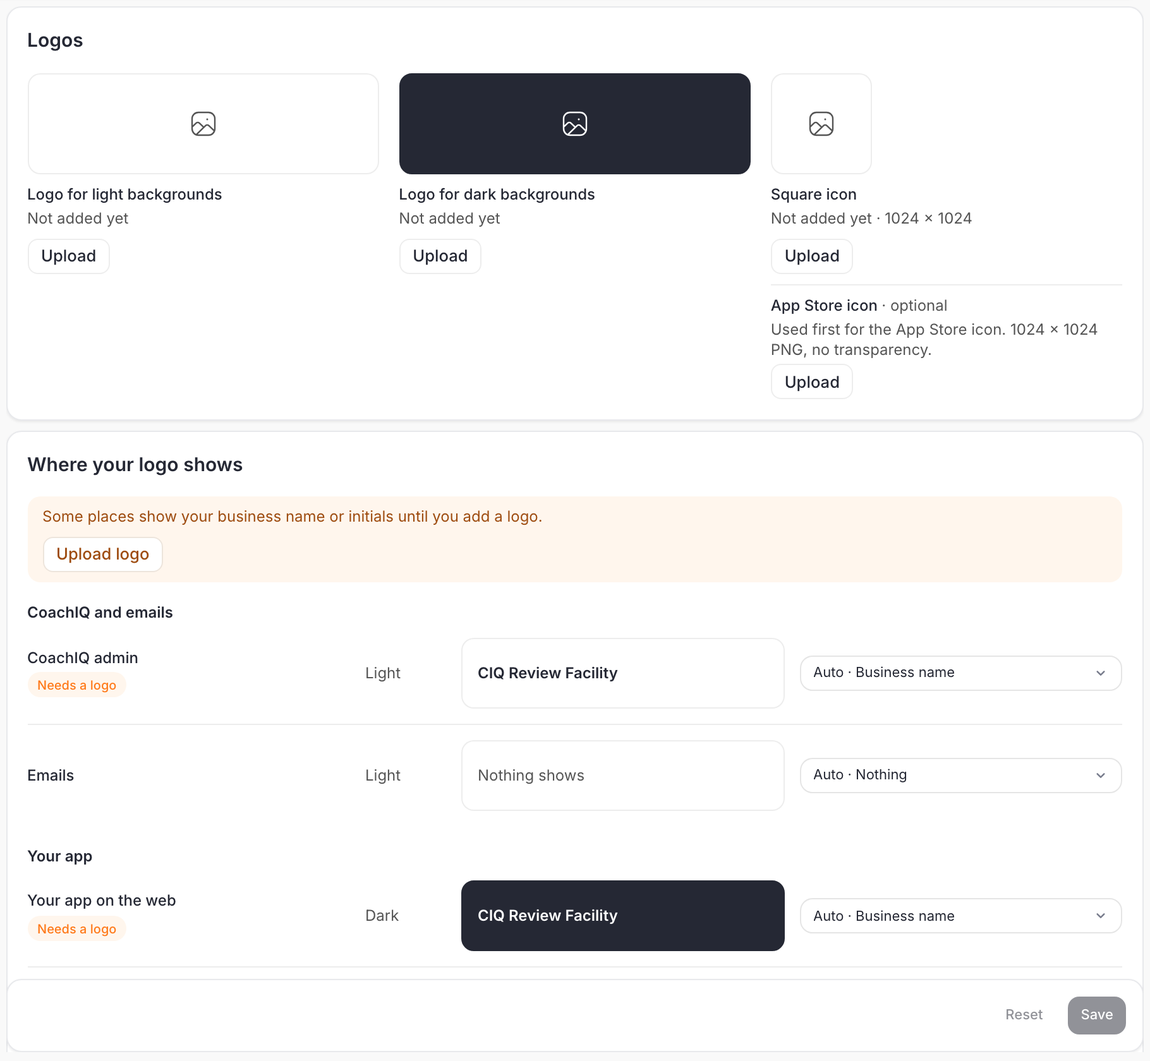 Logos
Logo for light backgrounds
Not added yet
Upload
Logo for dark backgrounds
Not added yet
Upload
Square icon
Not added yet · 1024 × 1024
Upload
App Store icon · optional
Used first for the App Store icon. 1024 × 1024
PNG, no transparency.
Upload
Where your logo shows
Some places show your business name or initials until you add a logo.
Upload logo
CoachIQ and emails
CoachIQ admin
Needs a logo
Light
CIQ Review Facility
Auto · Business name
Emails
Light
Nothing shows
Auto · Nothing
Your app
Your app on the web
Needs a logo
Dark
CIQ Review Facility
Auto · Business name
Reset
Save